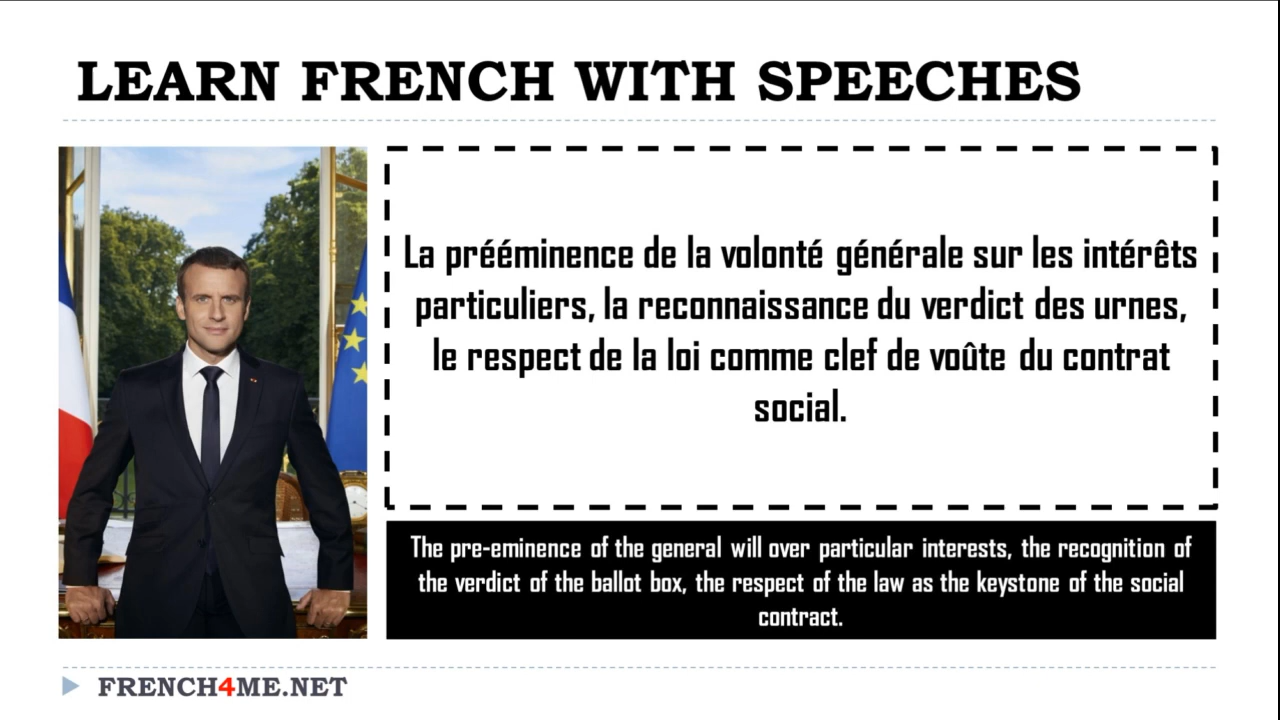 LEARN FRENCH WITH SPEECHES
La prééminence de la volonté générale sur les intérêts
particuliers, la reconnaissance du verdict des urnes,
le respect de la loi comme clef de voûte du contrat
social.
The pre-eminence of the general will over particular interests, the recognition of
the verdict of the ballot box, the respect of the law as the keystone of the social
contract.
FRENCH4ME.NET